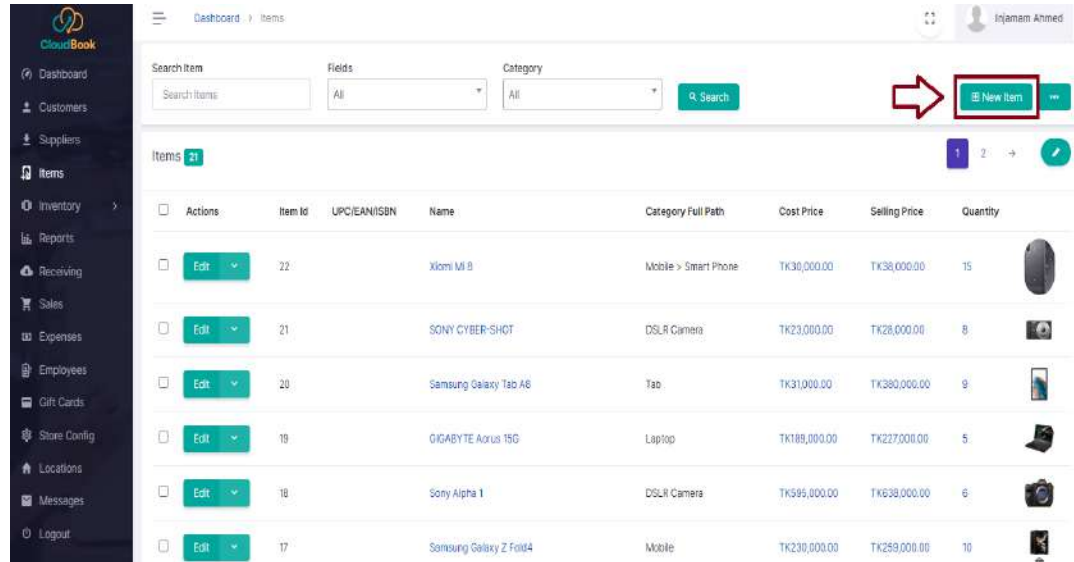 CloudBook
Dashboard > Items
Injamam Ahmed
Dashboard
Customers
Suppliers
Items
Inventory >
Reports
Receiving
Sales
Expenses
Employees
Gift Cards
Store Config
Locations
Messages
Logout
Search Item Fields Category
Search Items All All Search New Item ...
Items 21 1 2 →
Actions Item Id UPC/EAN/ISBN Name Category Full Path Cost Price Selling Price Quantity
Edit 22 Xiomi Mi 8 Mobile > Smart Phone TK30,000.00 TK38,000.00 15
Edit 21 SONY CYBER-SHOT DSLR Camera TK23,000.00 TK28,000.00 8
Edit 20 Samsung Galaxy Tab A8 Tab TK31,000.00 TK380,000.00 9
Edit 19 GIGABYTE Aorus 15G Laptop TK189,000.00 TK227,000.00 5
Edit 18 Sony Alpha 1 DSLR Camera TK595,000.00 TK638,000.00 6
Edit 17 Samsung Galaxy Z Fold4 Mobile TK230,000.00 TK259,000.00 10